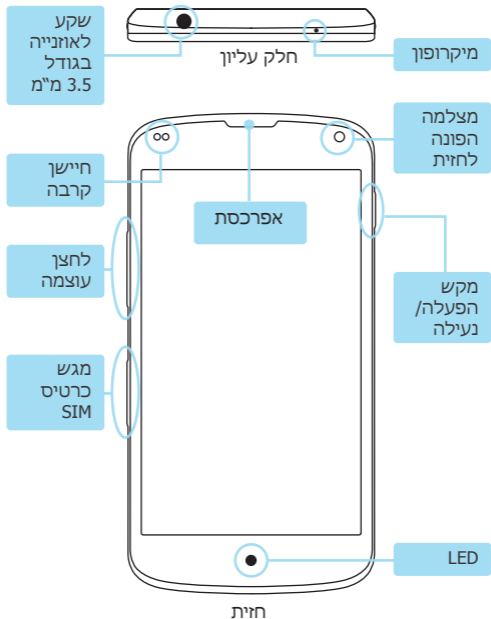 שקע
לאוזנייה
בגודל
3.5 מ"מ
חלק עליון
מיקרופון
מצלמה
הפונה
לחזית
חיישן
קרבה
אפרכסת
לחצן
עוצמה
מקש
הפעלה/
נעילה
מגש
כרטיס
SIM
LED
חזית